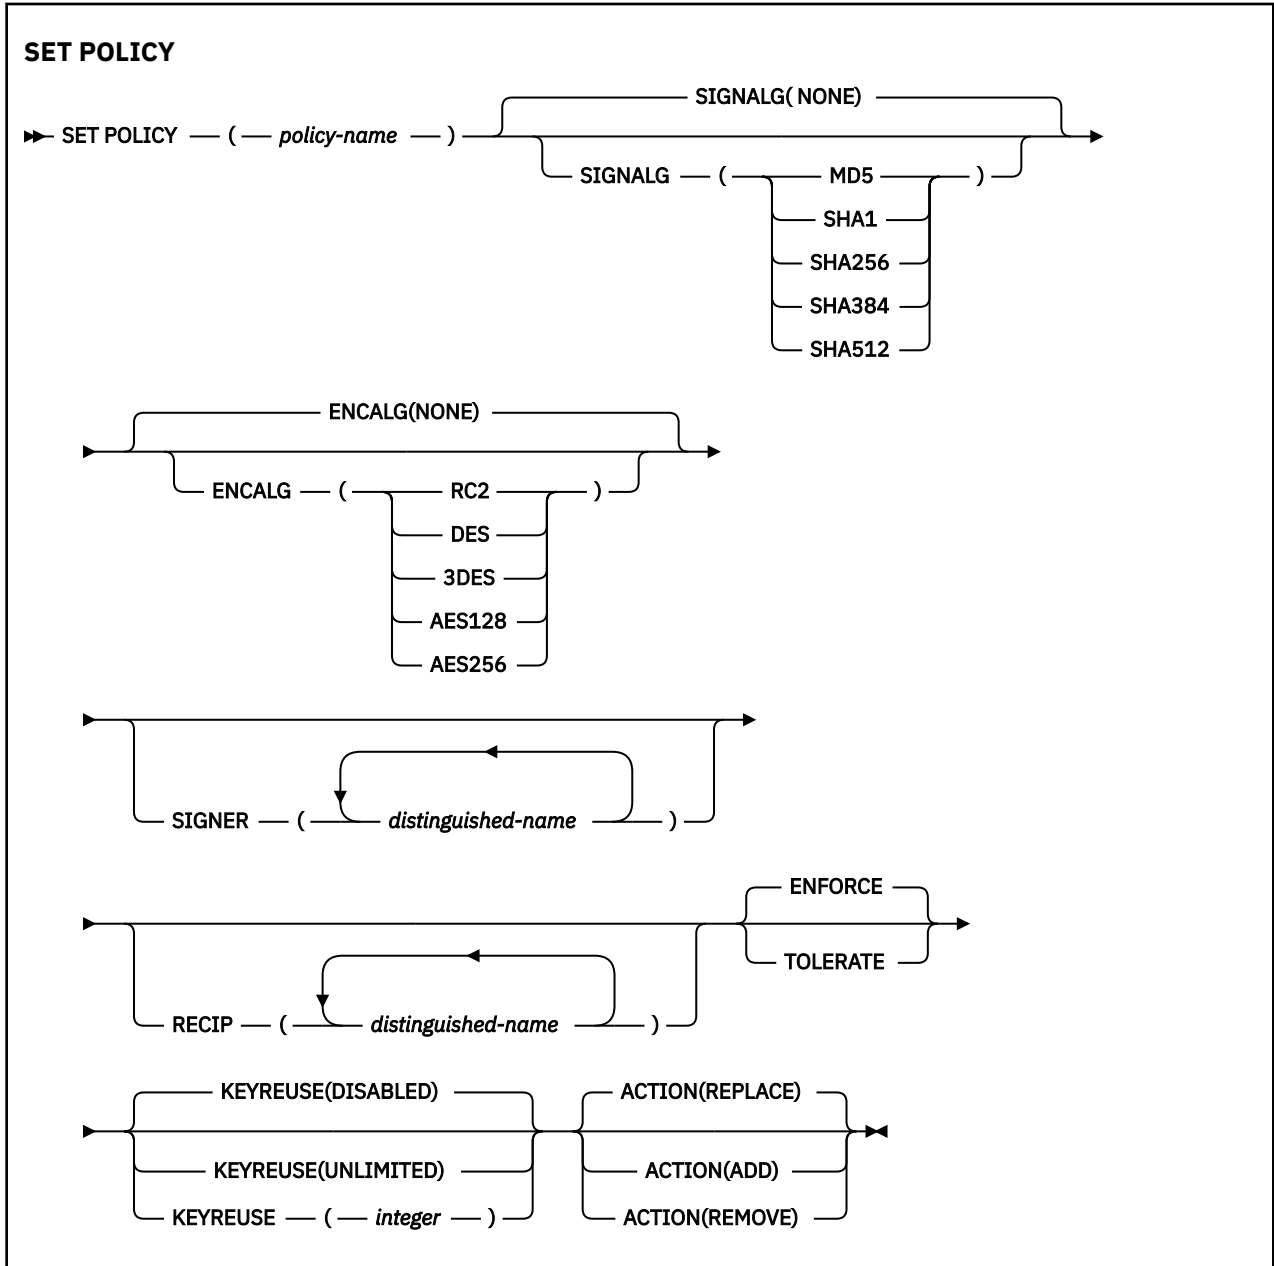 SET POLICY
SIGNALG( NONE)
SET POLICY ( policy-name )
SIGNALG ( MD5 )
SHA1
SHA256
SHA384
SHA512
ENCALG(NONE)
ENCALG ( RC2 )
DES
3DES
AES128
AES256
SIGNER ( distinguished-name )
ENFORCE
TOLERATE
RECIP ( distinguished-name )
KEYREUSE(DISABLED) ACTION(REPLACE)
KEYREUSE(UNLIMITED) ACTION(ADD)
KEYREUSE ( integer ) ACTION(REMOVE)